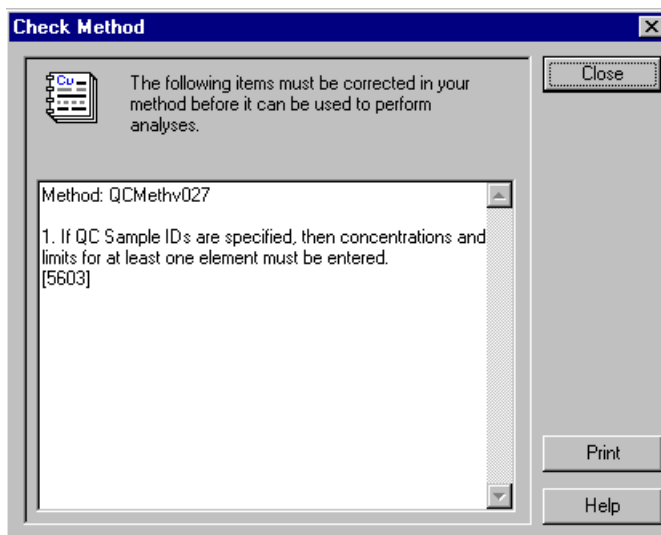 Check Method
Cu
The following items must be corrected in your
method before it can be used to perform
analyses.
Close
Method: QCMethv027
1. If QC Sample IDs are specified, then concentrations and
limits for at least one element must be entered.
[5603]
Print
Help